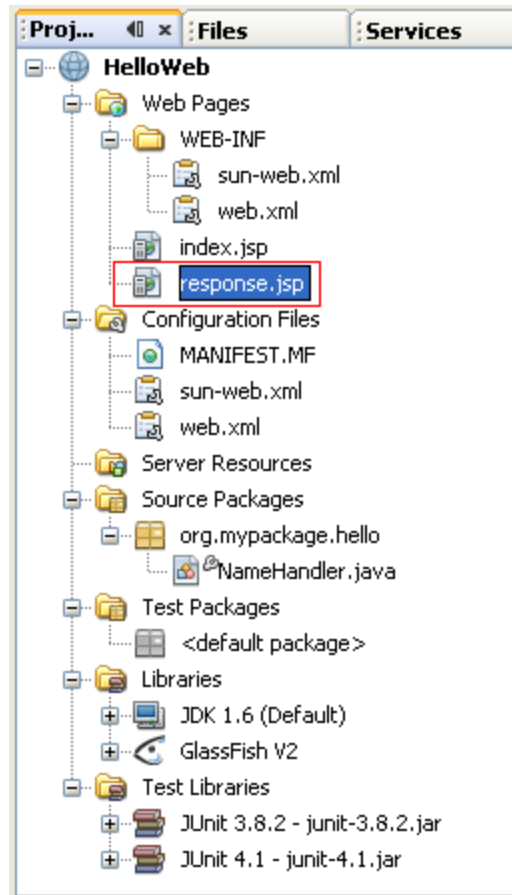 Proj... Files Services
HelloWeb
Web Pages
WEB-INF
sun-web.xml
web.xml
index.jsp
response.jsp
Configuration Files
MANIFEST.MF
sun-web.xml
web.xml
Server Resources
Source Packages
org.mypackage.hello
NameHandler.java
Test Packages
<default package>
Libraries
JDK 1.6 (Default)
GlassFish V2
Test Libraries
JUnit 3.8.2 - junit-3.8.2.jar
JUnit 4.1 - junit-4.1.jar